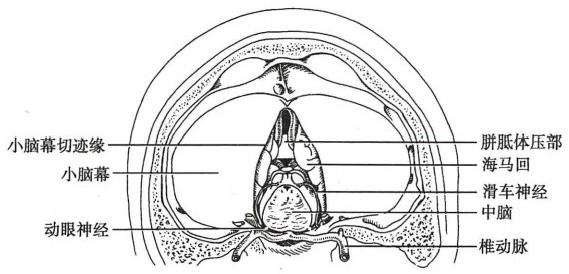 小脑幕切迹缘
小脑幕
动眼神经
胼胝体压部
海马回
滑车神经
中脑
椎动脉